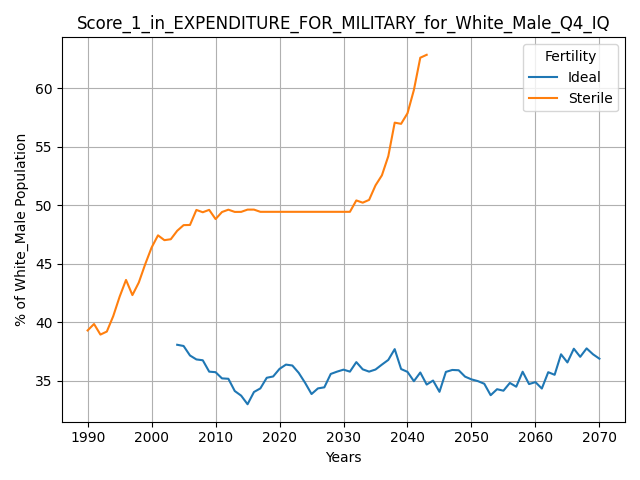 Score_1_in_EXPENDITURE_FOR_MILITARY_for_White_Male_Q4_IQ
Fertility
Ideal
Sterile
% of White_Male Population
60
55
50
45
40
35
1990
2000
2010
2020
2030
2040
2050
2060
2070
Years